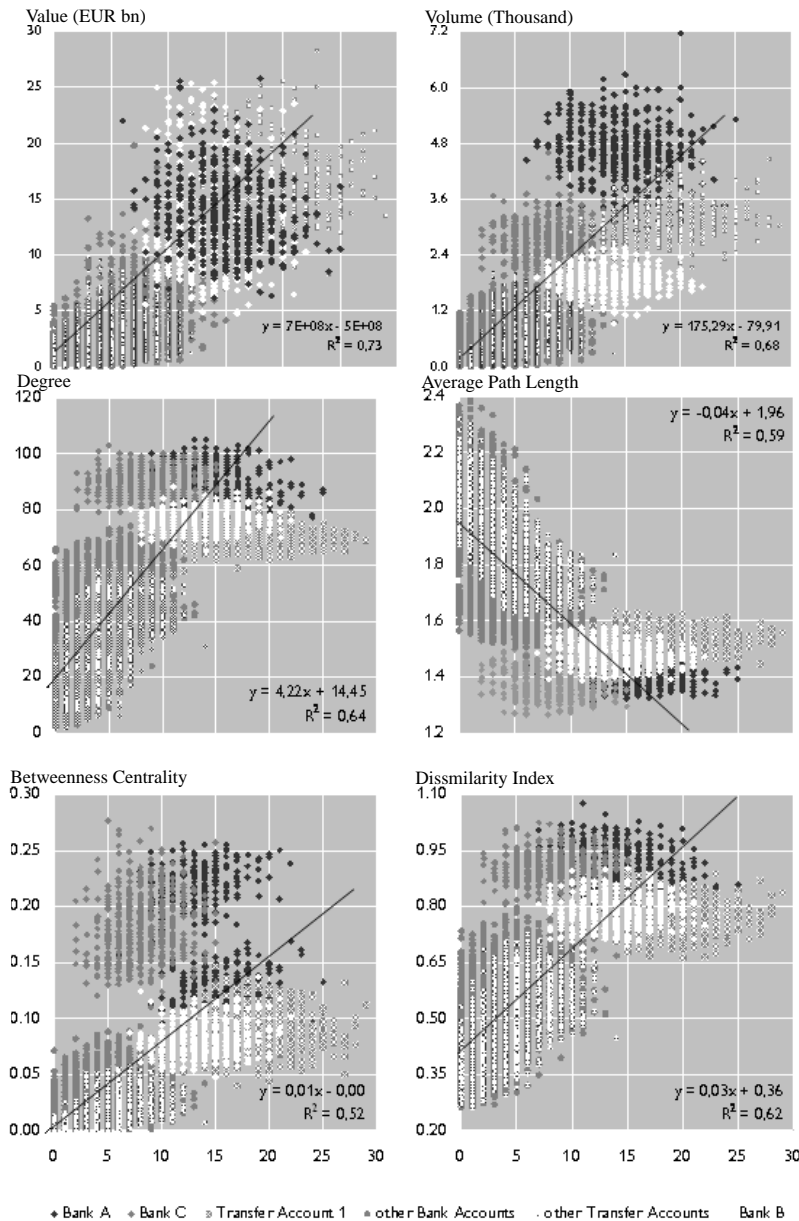 Value (EUR bn)
30
25
20
15
10
5
0
y = 7E+08x - 5E+08
R² = 0,73
Volume (Thousand)
7.2
6.0
4.8
3.6
2.4
1.2
0.0
y = 175,29x - 79,91
R² = 0,68
Degree
120
100
80
60
40
20
0
y = 4,22x + 14,45
R² = 0,64
Average Path Length
2.4
2.2
2.0
1.8
1.6
1.4
1.2
y = -0,04x + 1,96
R² = 0,59
Betweenness Centrality
0.30
0.25
0.20
0.15
0.10
0.05
0.00
y = 0,01x - 0,00
R² = 0,52
0 5 10 15 20 25 30
Dissmilarity Index
1.10
0.95
0.80
0.65
0.50
0.35
0.20
y = 0,03x + 0,36
R² = 0,62
0 5 10 15 20 25 30
Bank A Bank C Transfer Account 1 other Bank Accounts other Transfer Accounts Bank B